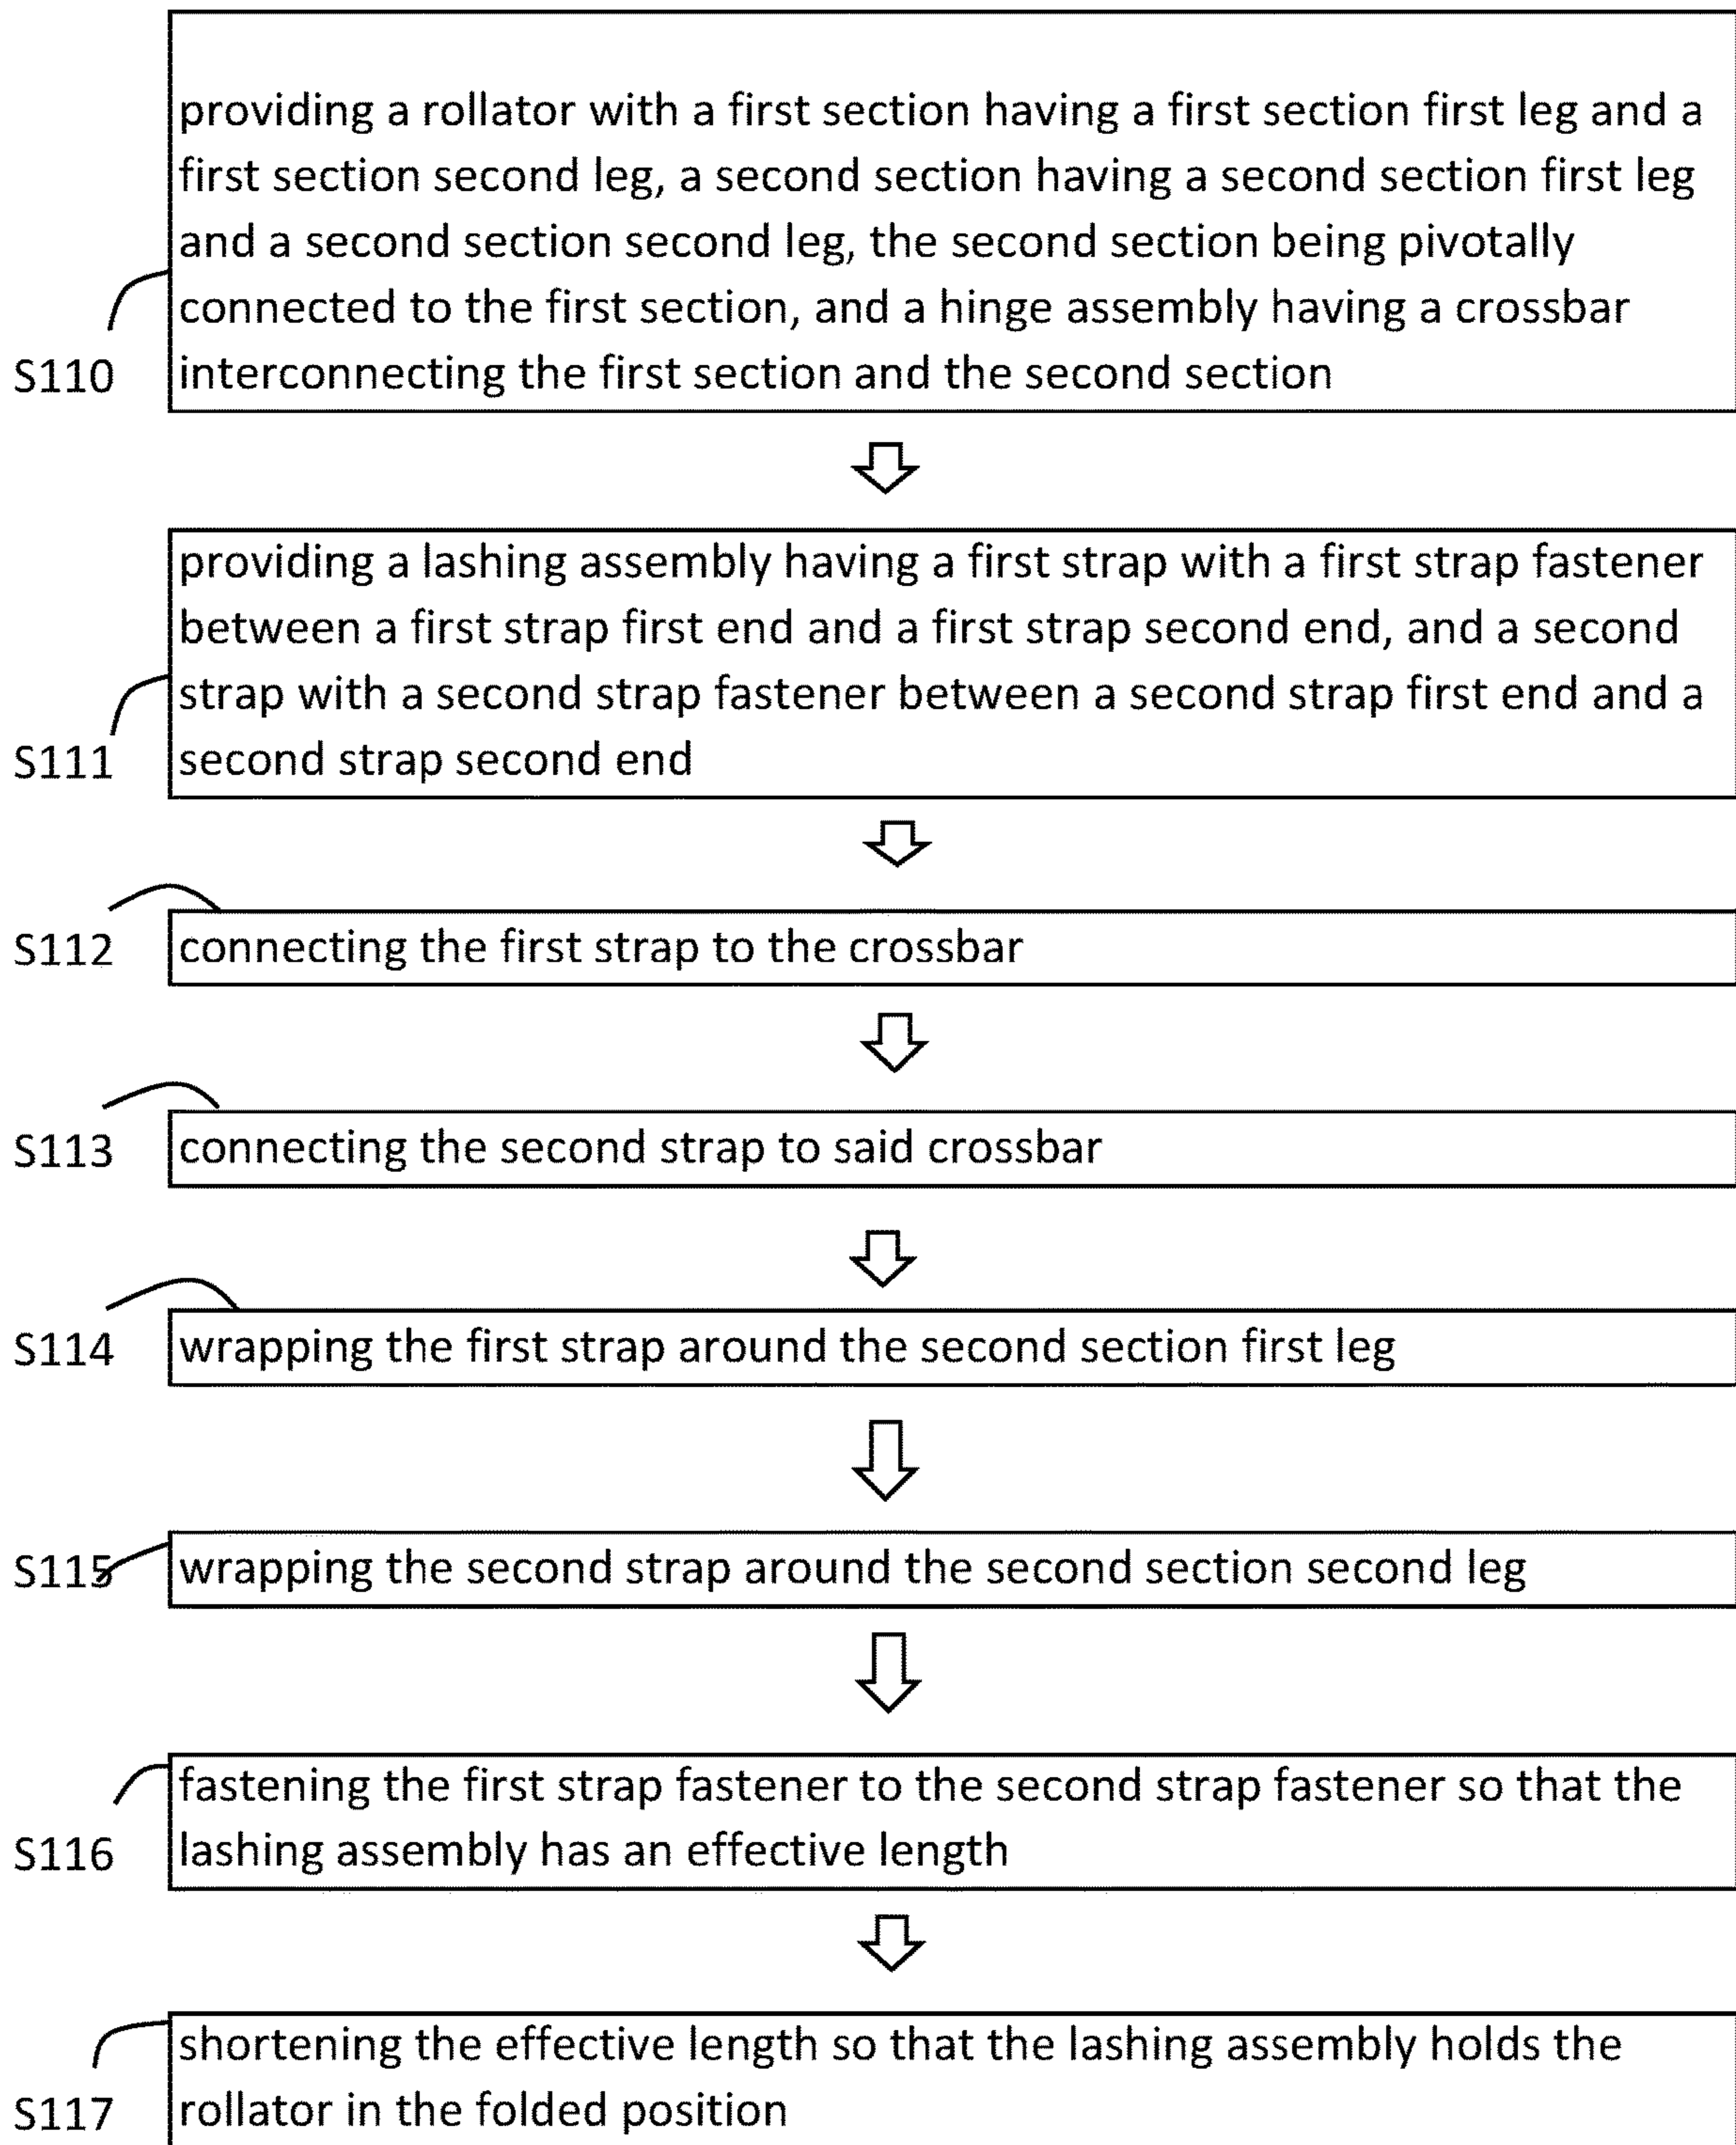 providing a rollator with a first section having a first section first leg and a
first section second leg, a second section having a second section first leg
and a second section second leg, the second section being pivotally
connected to the first section, and a hinge assembly having a crossbar
S110 interconnecting the first section and the second section
providing a lashing assembly having a first strap with a first strap fastener
between a first strap first end and a first strap second end, and a second
strap with a second strap fastener between a second strap first end and a
S111 second strap second end
S112 connecting the first strap to the crossbar
S113 connecting the second strap to said crossbar
S114 wrapping the first strap around the second section first leg
S115 wrapping the second strap around the second section second leg
fastening the first strap fastener to the second strap fastener so that the
S116 lashing assembly has an effective length
shortening the effective length so that the lashing assembly holds the
S117 rollator in the folded position